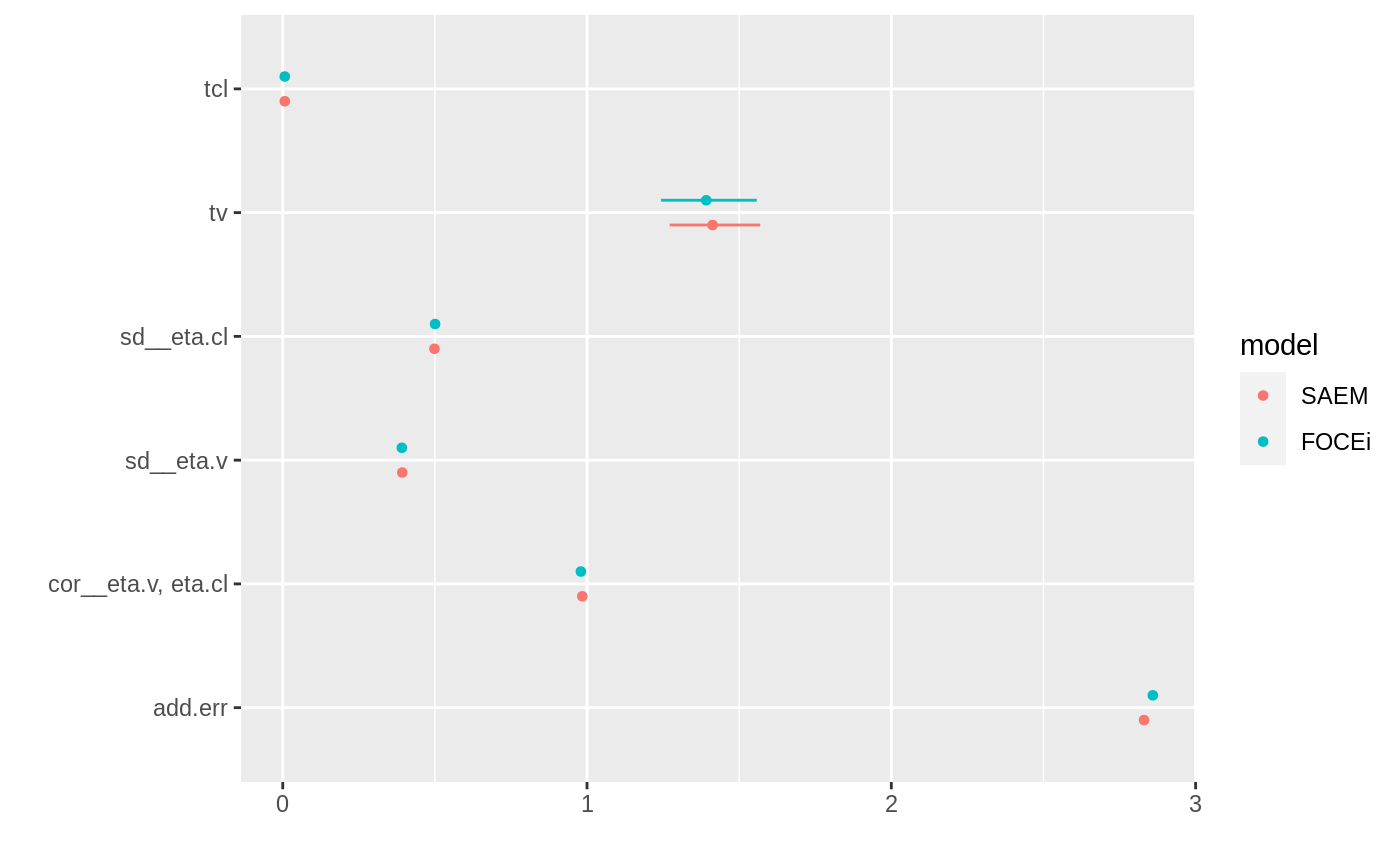 tcl
tv
sd__eta.cl
sd__eta.v
cor__eta.v, eta.cl
add.err
0
1
2
3
model
SAEM
FOCEi